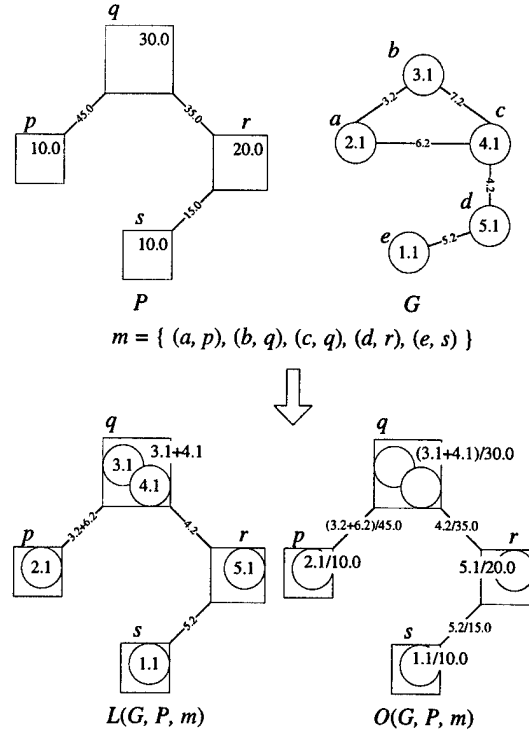 q
30.0
45.0
35.0
p
10.0
r
20.0
15.0
s
10.0
P
b
3.1
3.2
7.2
a
2.1
6.2
c
4.1
4.2
d
5.1
e
1.1
5.2
G
m = { (a, p), (b, q), (c, q), (d, r), (e, s) }
q
3.1+4.1
3.1
4.1
3.2+6.2
4.2
p
2.1
r
5.1
5.2
s
1.1
L(G, P, m)
q
(3.1+4.1)/30.0
(3.2+6.2)/45.0
4.2/35.0
p
2.1/10.0
r
5.1/20.0
5.2/15.0
s
1.1/10.0
O(G, P, m)